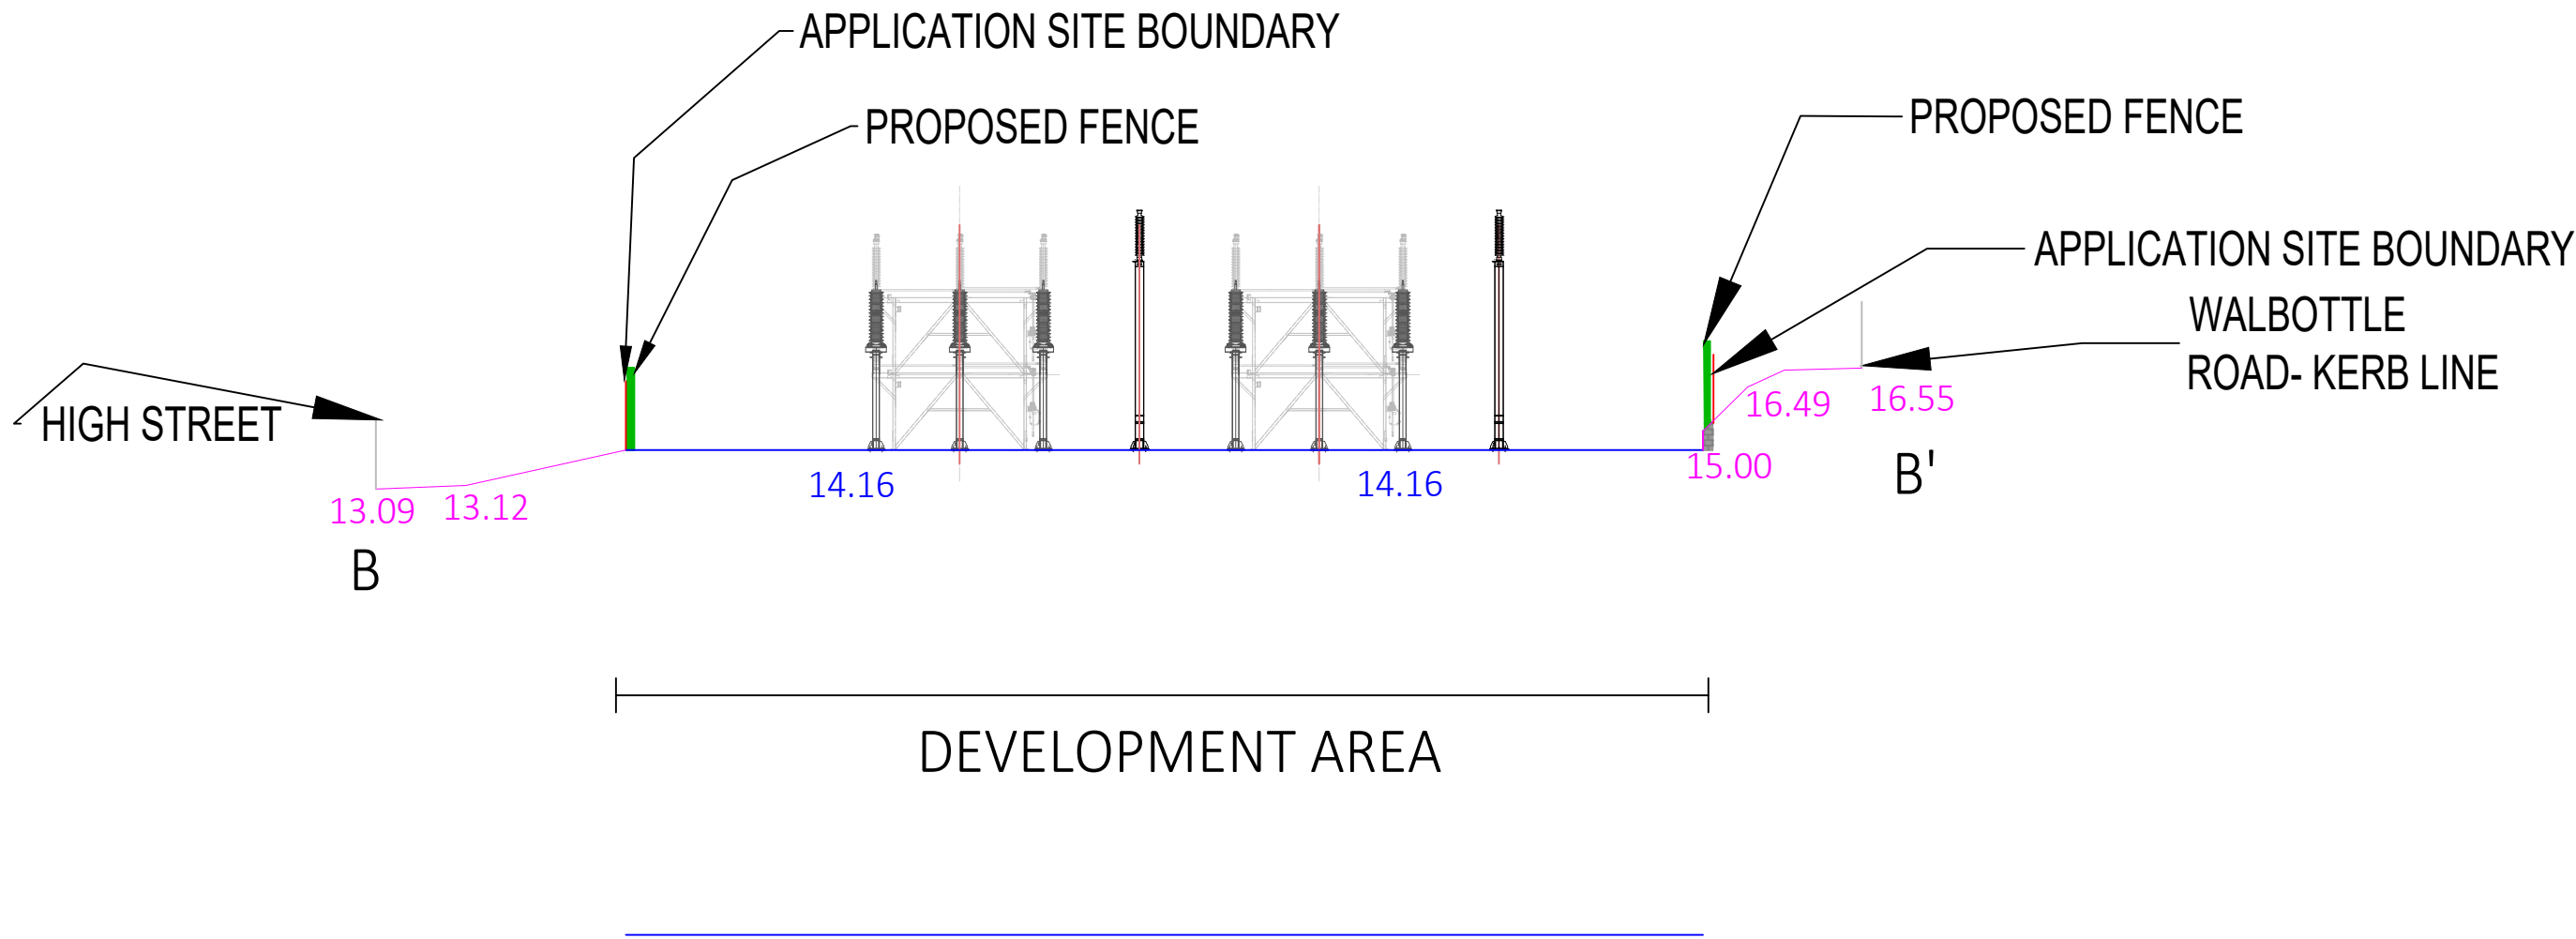 APPLICATION SITE BOUNDARY
PROPOSED FENCE
PROPOSED FENCE
APPLICATION SITE BOUNDARY
WALBOTTLE
ROAD- KERB LINE
HIGH STREET
16.49
16.55
15.00
B'
14.16
14.16
13.09
13.12
B
DEVELOPMENT AREA